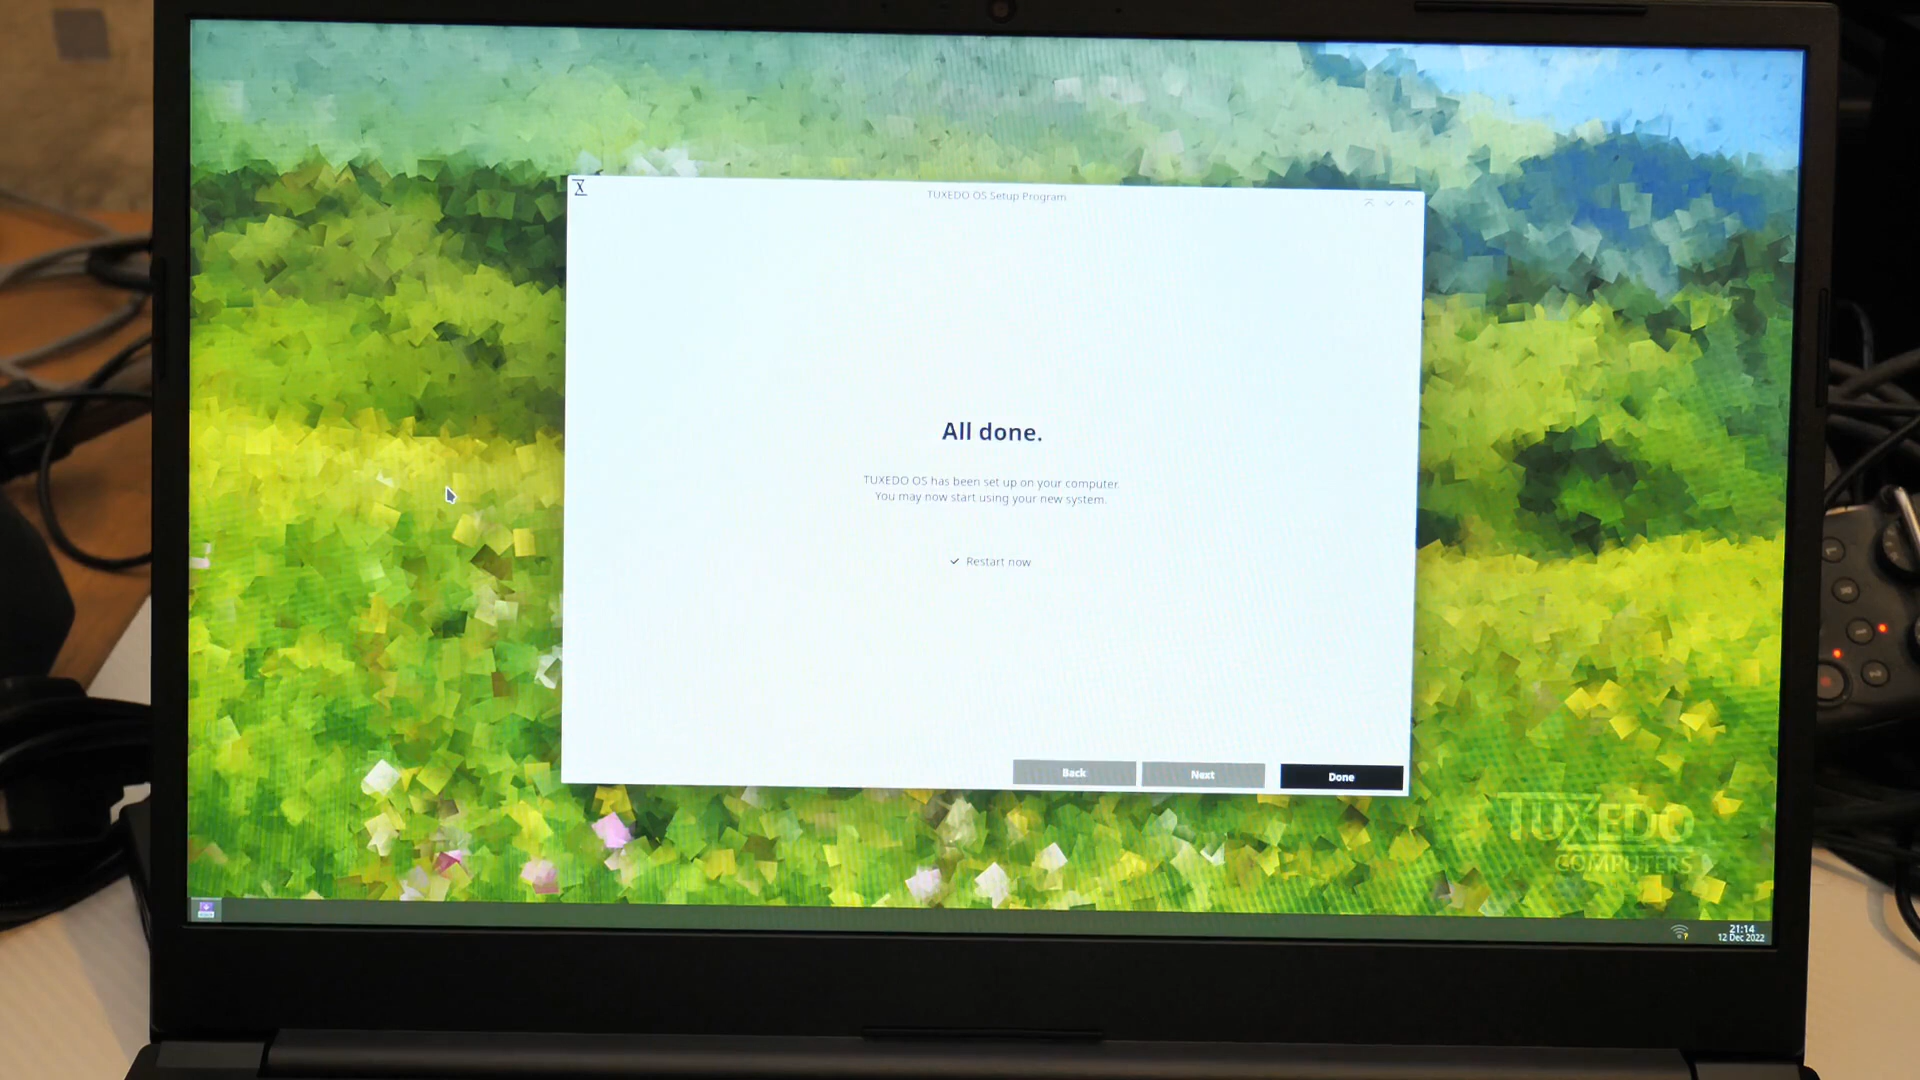 TUXEDO OS Setup Program
All done.
TUXEDO OS has been set up on your computer.
You may now start using your new system.
Restart now
Back
Next
Done
TUXEDO
COMPUTERS
21:14
12 Dec 2022